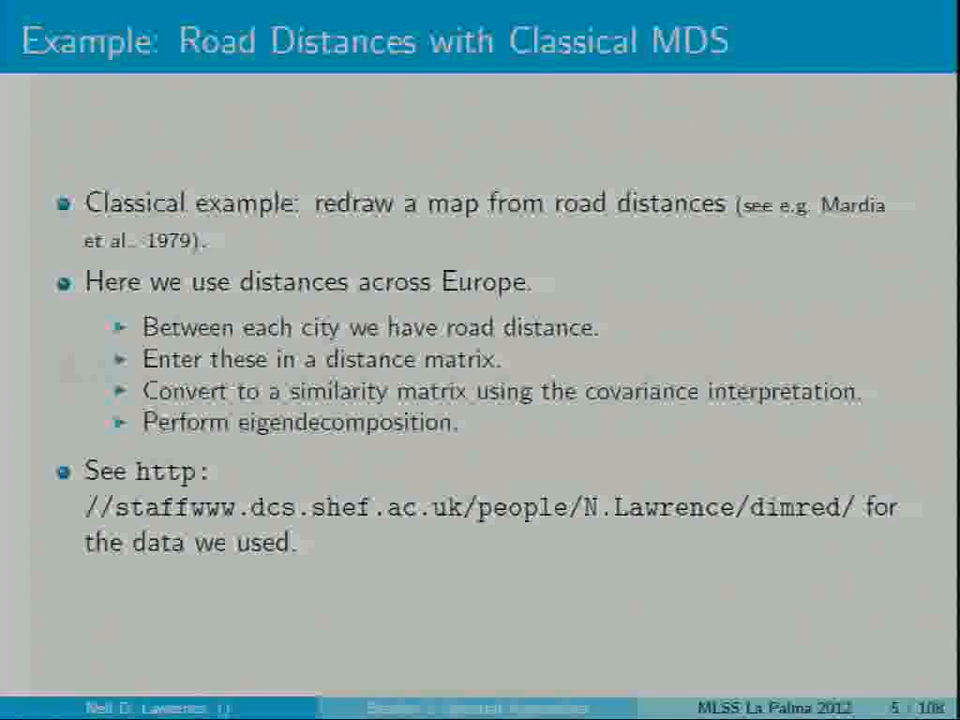 Example: Road Distances with Classical MDS
Classical example: redraw a map from road distances (see e.g. Mardia
et al., 1979).
Here we use distances across Europe.
Between each city we have road distance.
Enter these in a distance matrix.
Convert to a similarity matrix using the covariance interpretation.
Perform eigendecomposition.
See http:
//staffwww.dcs.shef.ac.uk/people/N.Lawrence/dimred/ for
the data we used.
Neil D. Lawrence ()
MLSS La Palma 2012
5 / 108